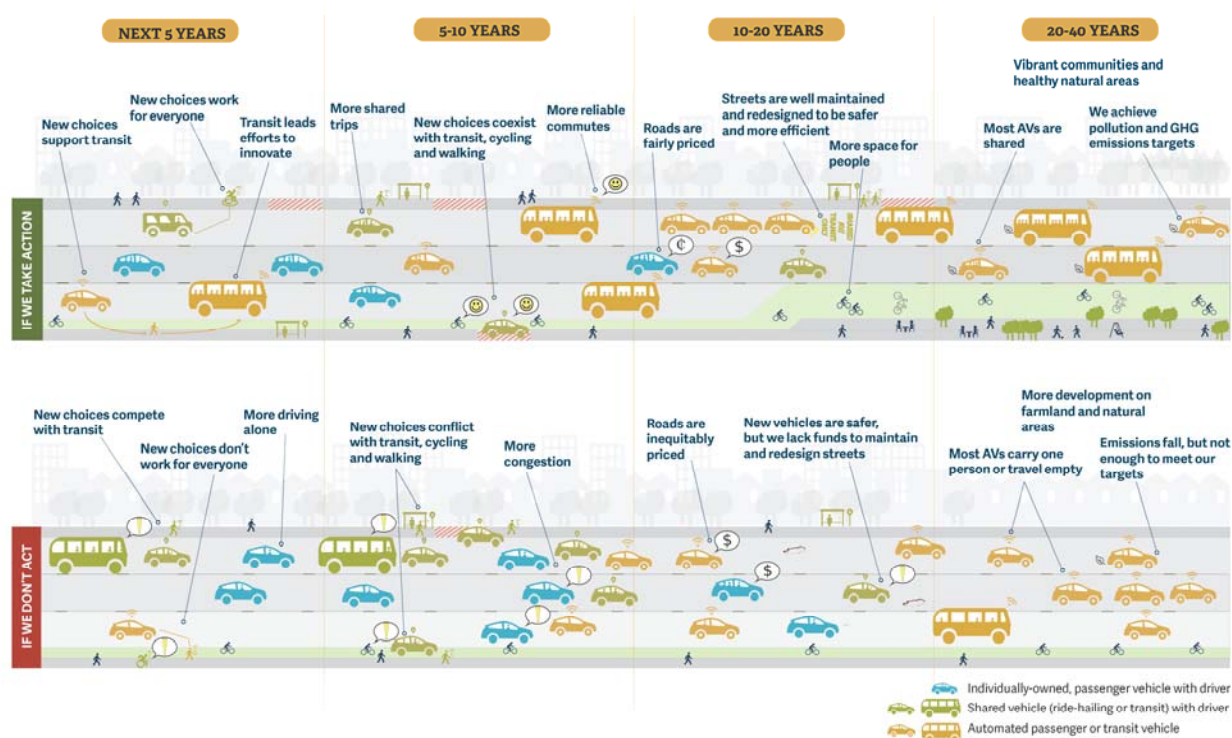 NEXT 5 YEARS
5-10 YEARS
10-20 YEARS
20-40 YEARS
IF WE TAKE ACTION
New choices
support transit
New choices work
for everyone
Transit leads
efforts to
innovate
More shared
trips
New choices coexist
with transit, cycling
and walking
More reliable
commutes
Roads are
fairly priced
¢
$
Streets are well maintained
and redesigned to be safer
and more efficient
More space for
people
Vibrant communities and
healthy natural areas
Most AVs are
shared
We achieve
pollution and GHG
emissions targets
IF WE DON'T ACT
New choices compete
with transit
New choices don't
work for everyone
More driving
alone
!
!
New choices conflict
with transit, cycling
and walking
!
!
More
congestion
!
!
Roads are
inequitably
priced
$
$
New vehicles are safer,
but we lack funds to maintain
and redesign streets
!
More development on
farmland and natural
areas
Most AVs carry one
person or travel empty
Emissions fall, but not
enough to meet our
targets
Individually-owned, passenger vehicle with driver
Shared vehicle (ride-hailing or transit) with driver
Automated passenger or transit vehicle